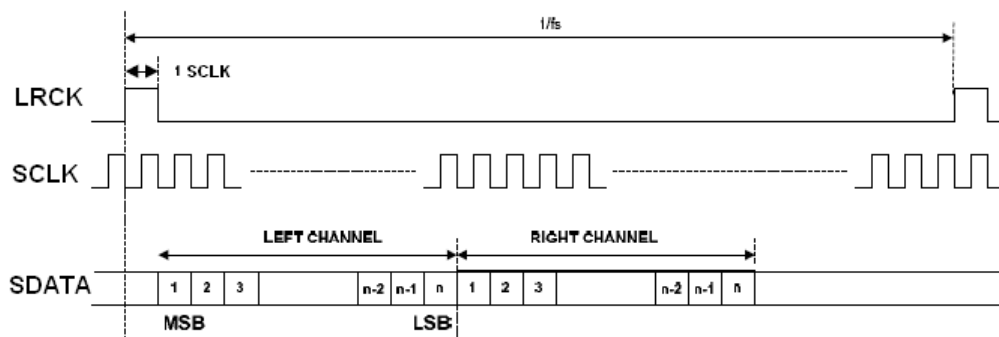 1/fs
1 SCLK
LRCK
SCLK
LEFT CHANNEL
RIGHT CHANNEL
SDATA
1 2 3 n-2 n-1 n 1 2 3 n-2 n-1 n
MSB LSB